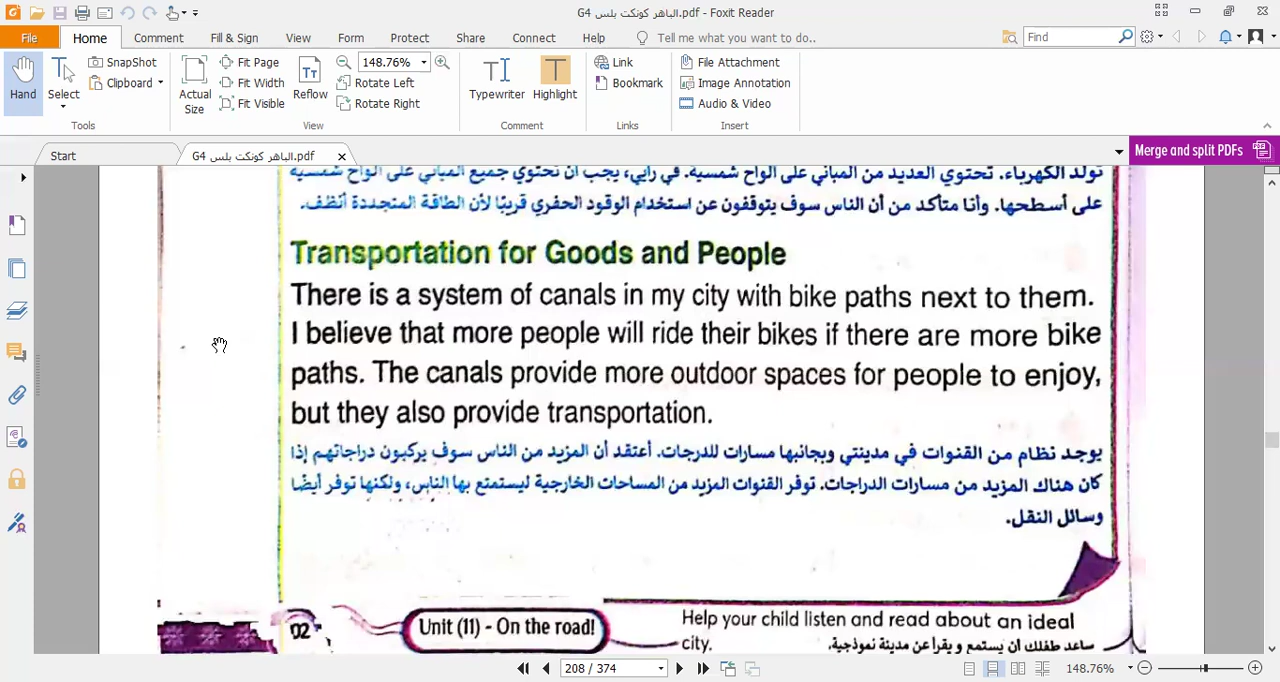 الباهر كونكت بلس G4.pdf - Foxit Reader
File Home Comment Fill & Sign View Form Protect Share Connect Help Tell me what you want to do.. Find
Hand
Select
SnapShot
Clipboard
Tools
Actual Size
Fit Page
Fit Width
Fit Visible
Reflow
148.76%
Rotate Left
Rotate Right
View
Typewriter
Highlight
Comment
Link
Bookmark
Links
File Attachment
Image Annotation
Audio & Video
Insert
Start
الباهر كونكت بلس G4.pdf
Merge and split PDFs
تولد الكهرباء. تحتوي العديد من المباني على ألواح شمسية. في رأيي، يجب أن تحتوي جميع المباني على ألواح شمسية
على أسطحها. وأنا متأكد من أن الناس سوف يتوقفون عن استخدام الوقود الحفري قريبًا لأن الطاقة المتجددة أنظف.
Transportation for Goods and People
There is a system of canals in my city with bike paths next to them.
I believe that more people will ride their bikes if there are more bike
paths. The canals provide more outdoor spaces for people to enjoy,
but they also provide transportation.
يوجد نظام من القنوات في مدينتي وبجانبها مسارات للدرجات. أعتقد أن المزيد من الناس سوف يركبون دراجاتهم إذا
كان هناك المزيد من مسارات الدراجات. توفر القنوات المزيد من المساحات الخارجية ليستمتع بها الناس، ولكنها توفر أيضًا
وسائل النقل.
02
Unit (11) - On the road!
Help your child listen and read about an ideal
city.
ساعد طفلك أن يستمع و يقرأ عن مدينة نموذجية.
208 / 374
148.76%